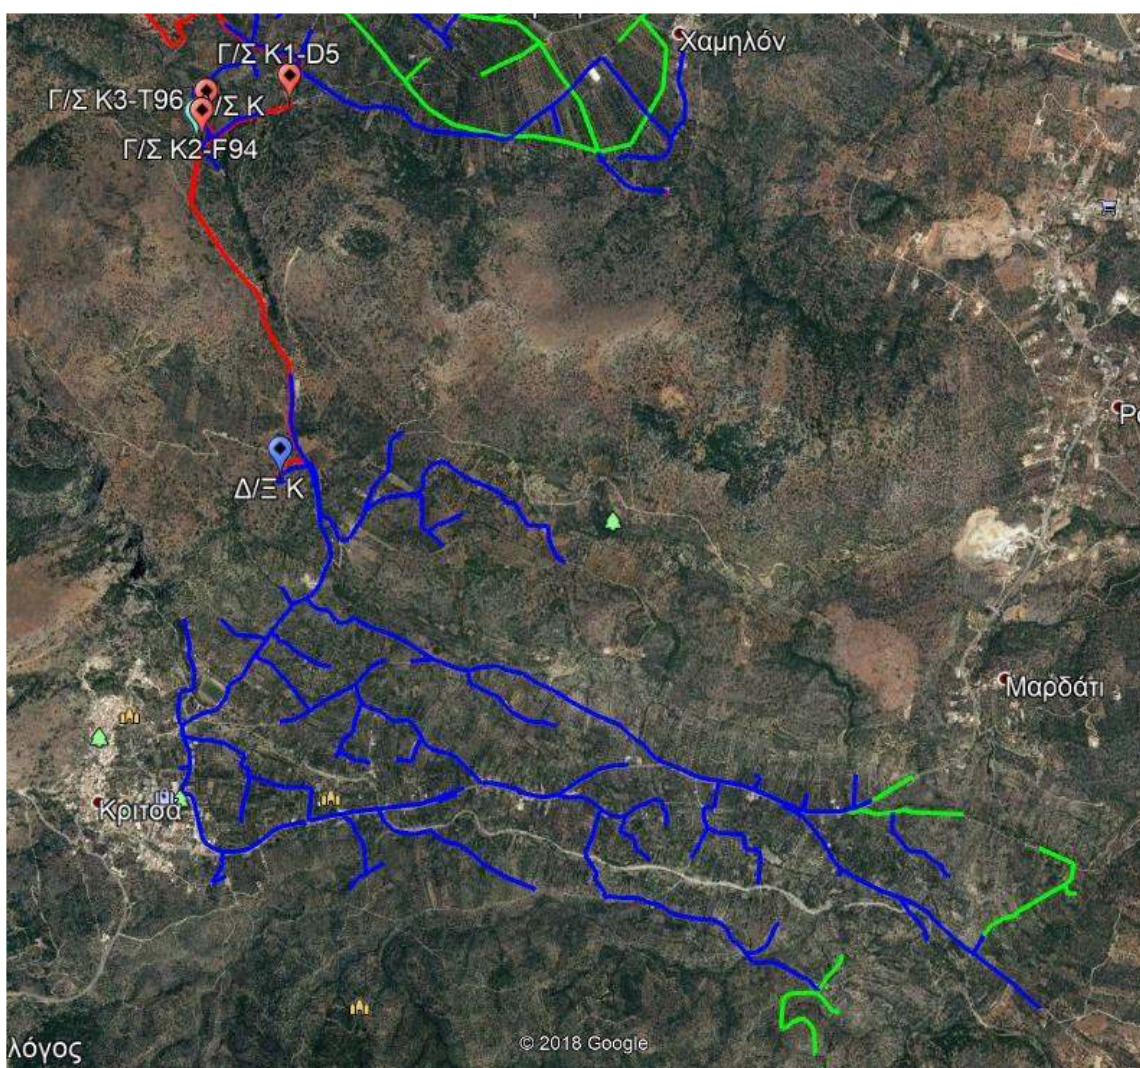 Χαμηλόν
Γ/Σ Κ1-D5
Γ/Σ Κ3-Τ96
/Σ Κ
Γ/Σ Κ2-F94
Δ/Ξ Κ
Μαρδάτι
Κριτσά
© 2018 Google
λόγος